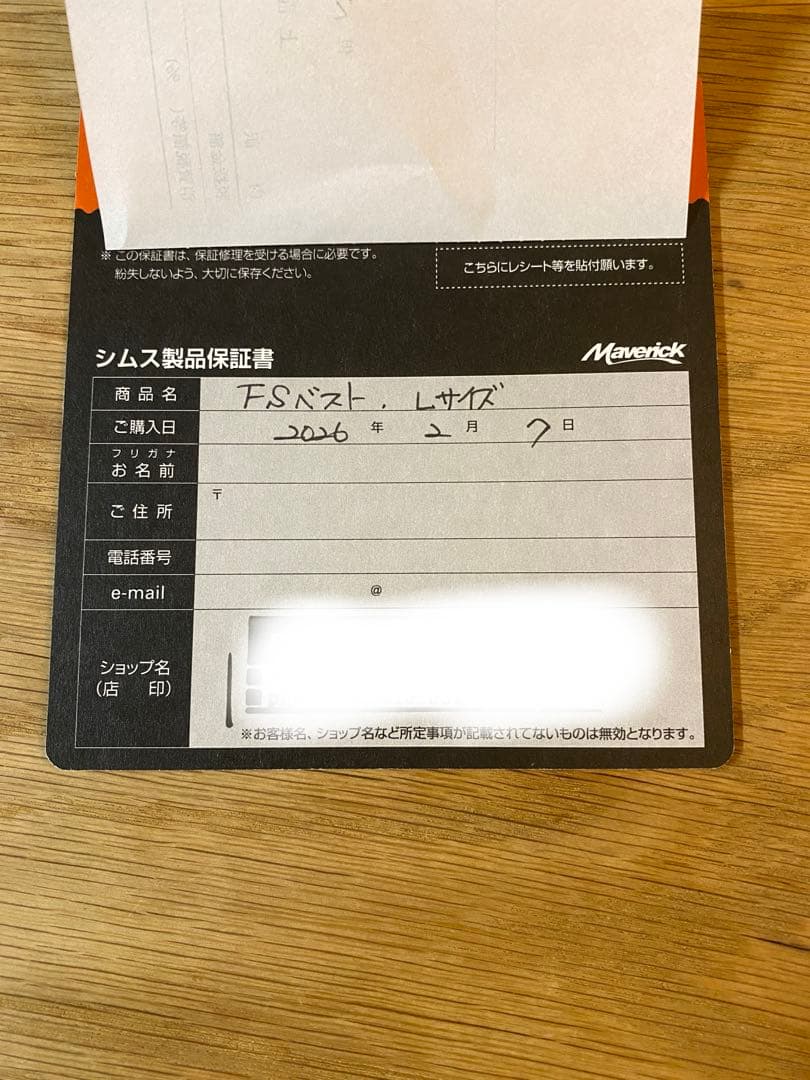 ※ この保証書は、保証修理を受ける場合に必要です。
紛失しないよう、大切に保存ください。
こちらにレシート等を貼付願います。
シムス製品保証書
Maverick
商品名 FSベスト. Lサイズ
ご購入日 2026 年 2 月 7 日
フリガナ
お名前
ご住所 〒
電話番号
e-mail @
ショップ名
(店 印)
※お客様名、ショップ名など所定事項が記載されてないものは無効となります。